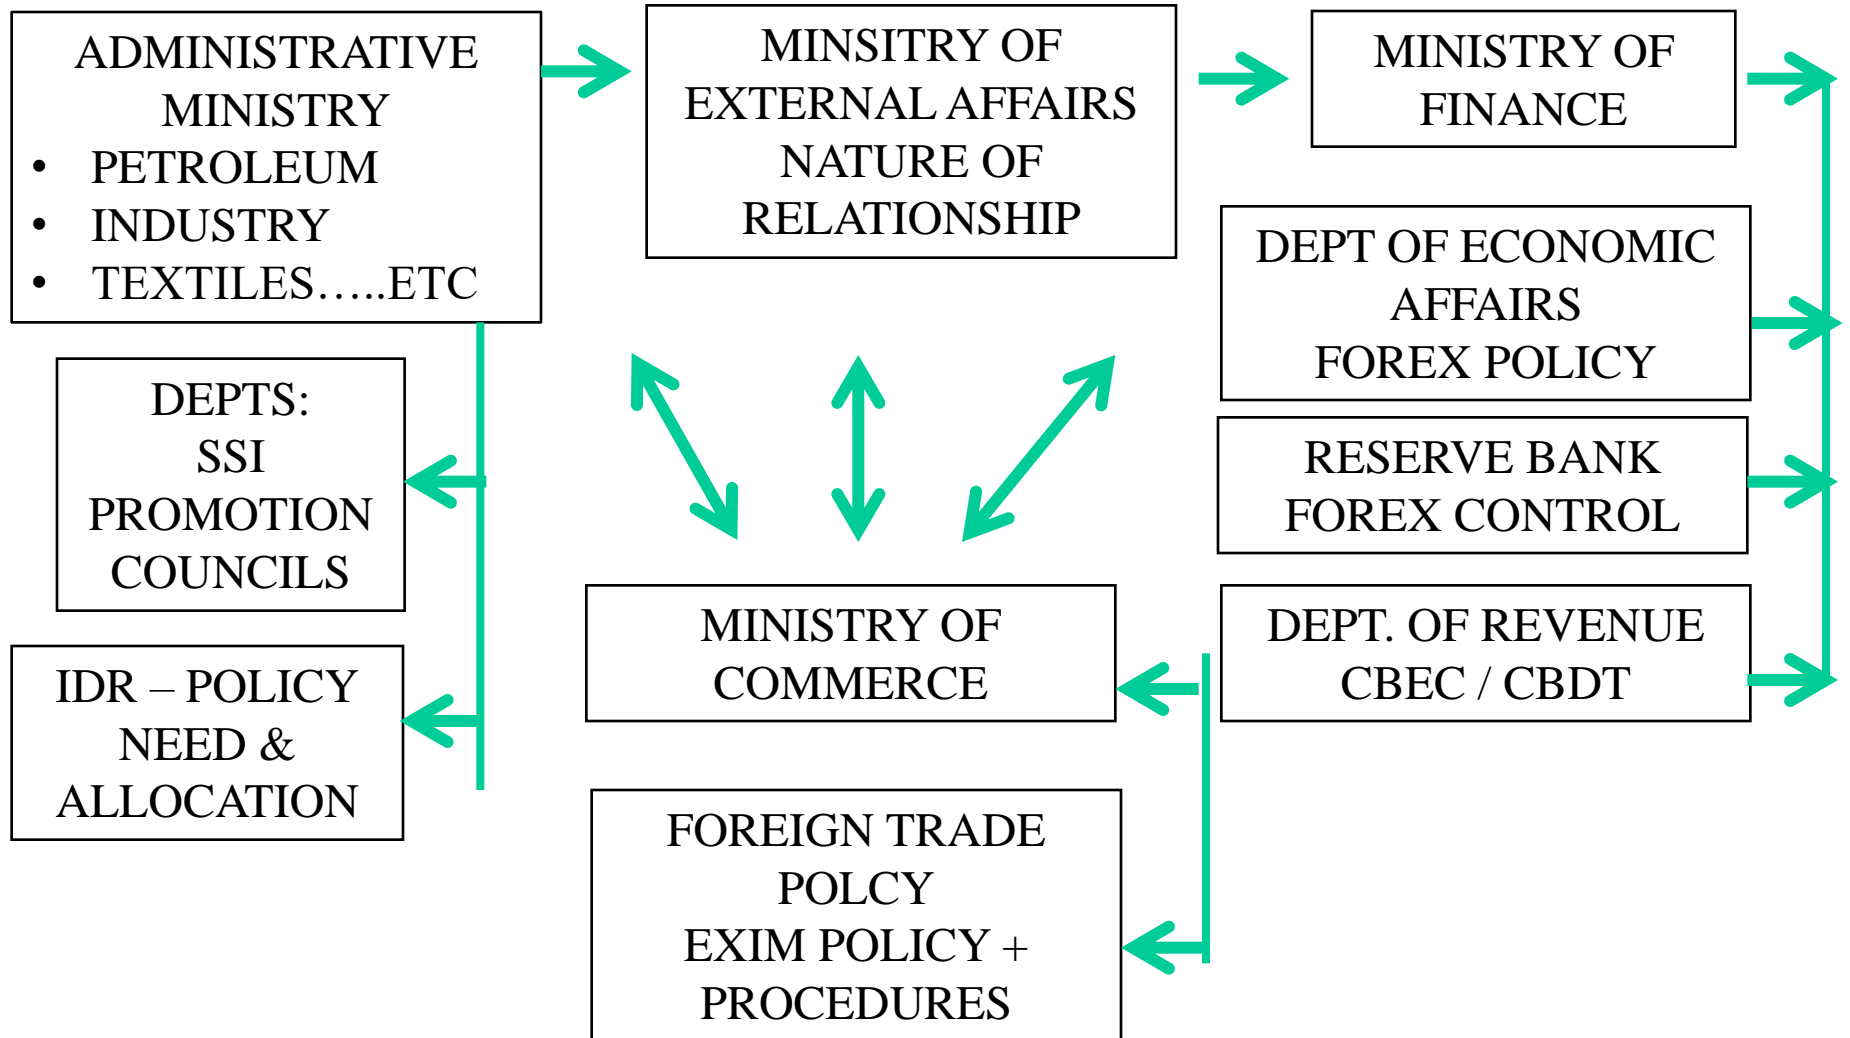 ADMINISTRATIVE
MINISTRY
• PETROLEUM
• INDUSTRY
• TEXTILES.....ETC
MINSITRY OF
EXTERNAL AFFAIRS
NATURE OF
RELATIONSHIP
MINISTRY OF
FINANCE
DEPT OF ECONOMIC
AFFAIRS
FOREX POLICY
RESERVE BANK
FOREX CONTROL
DEPT. OF REVENUE
CBEC / CBDT
DEPTS:
SSI
PROMOTION
COUNCILS
IDR – POLICY
NEED &
ALLOCATION
MINISTRY OF
COMMERCE
FOREIGN TRADE
POLCY
EXIM POLICY +
PROCEDURES